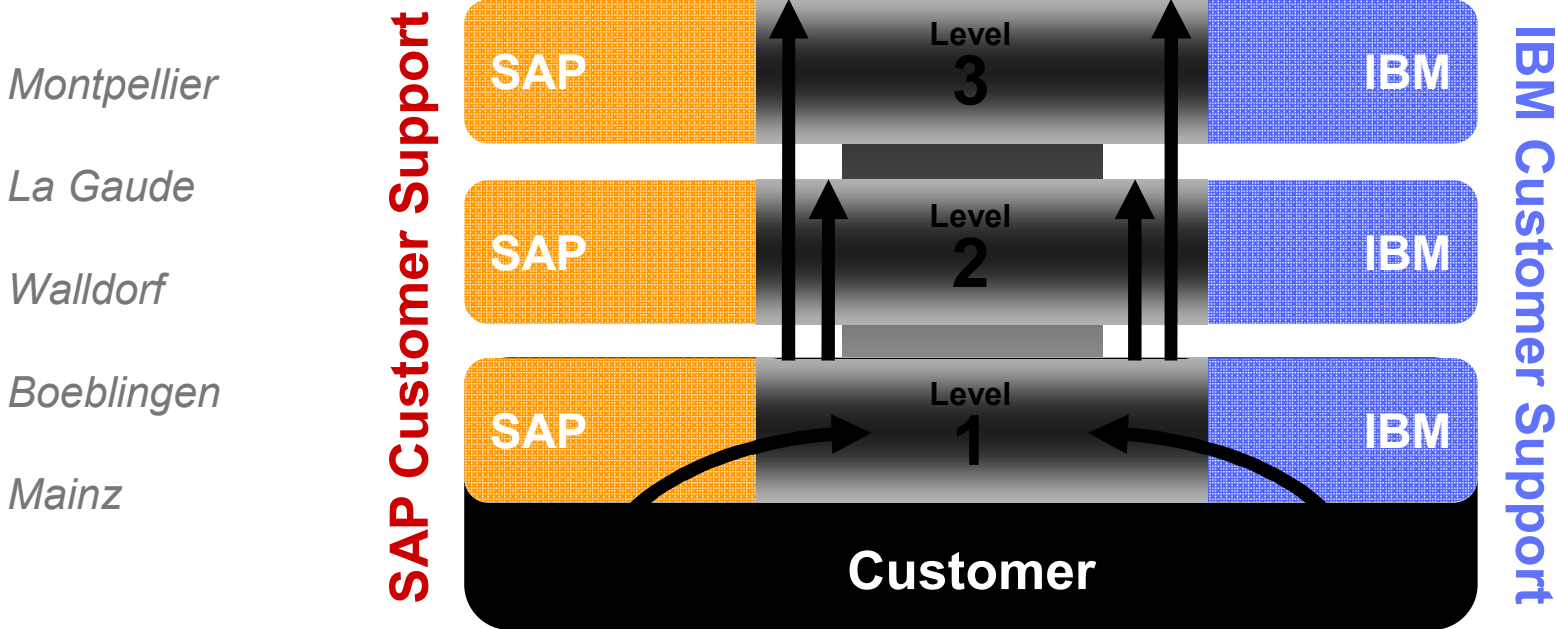 Montpellier
La Gaude
Walldorf
Boeblingen
Mainz
SAP Customer Support
SAP
Level
3
IBM
SAP
Level
2
IBM
SAP
Level
1
IBM
Customer
IBM Customer Support